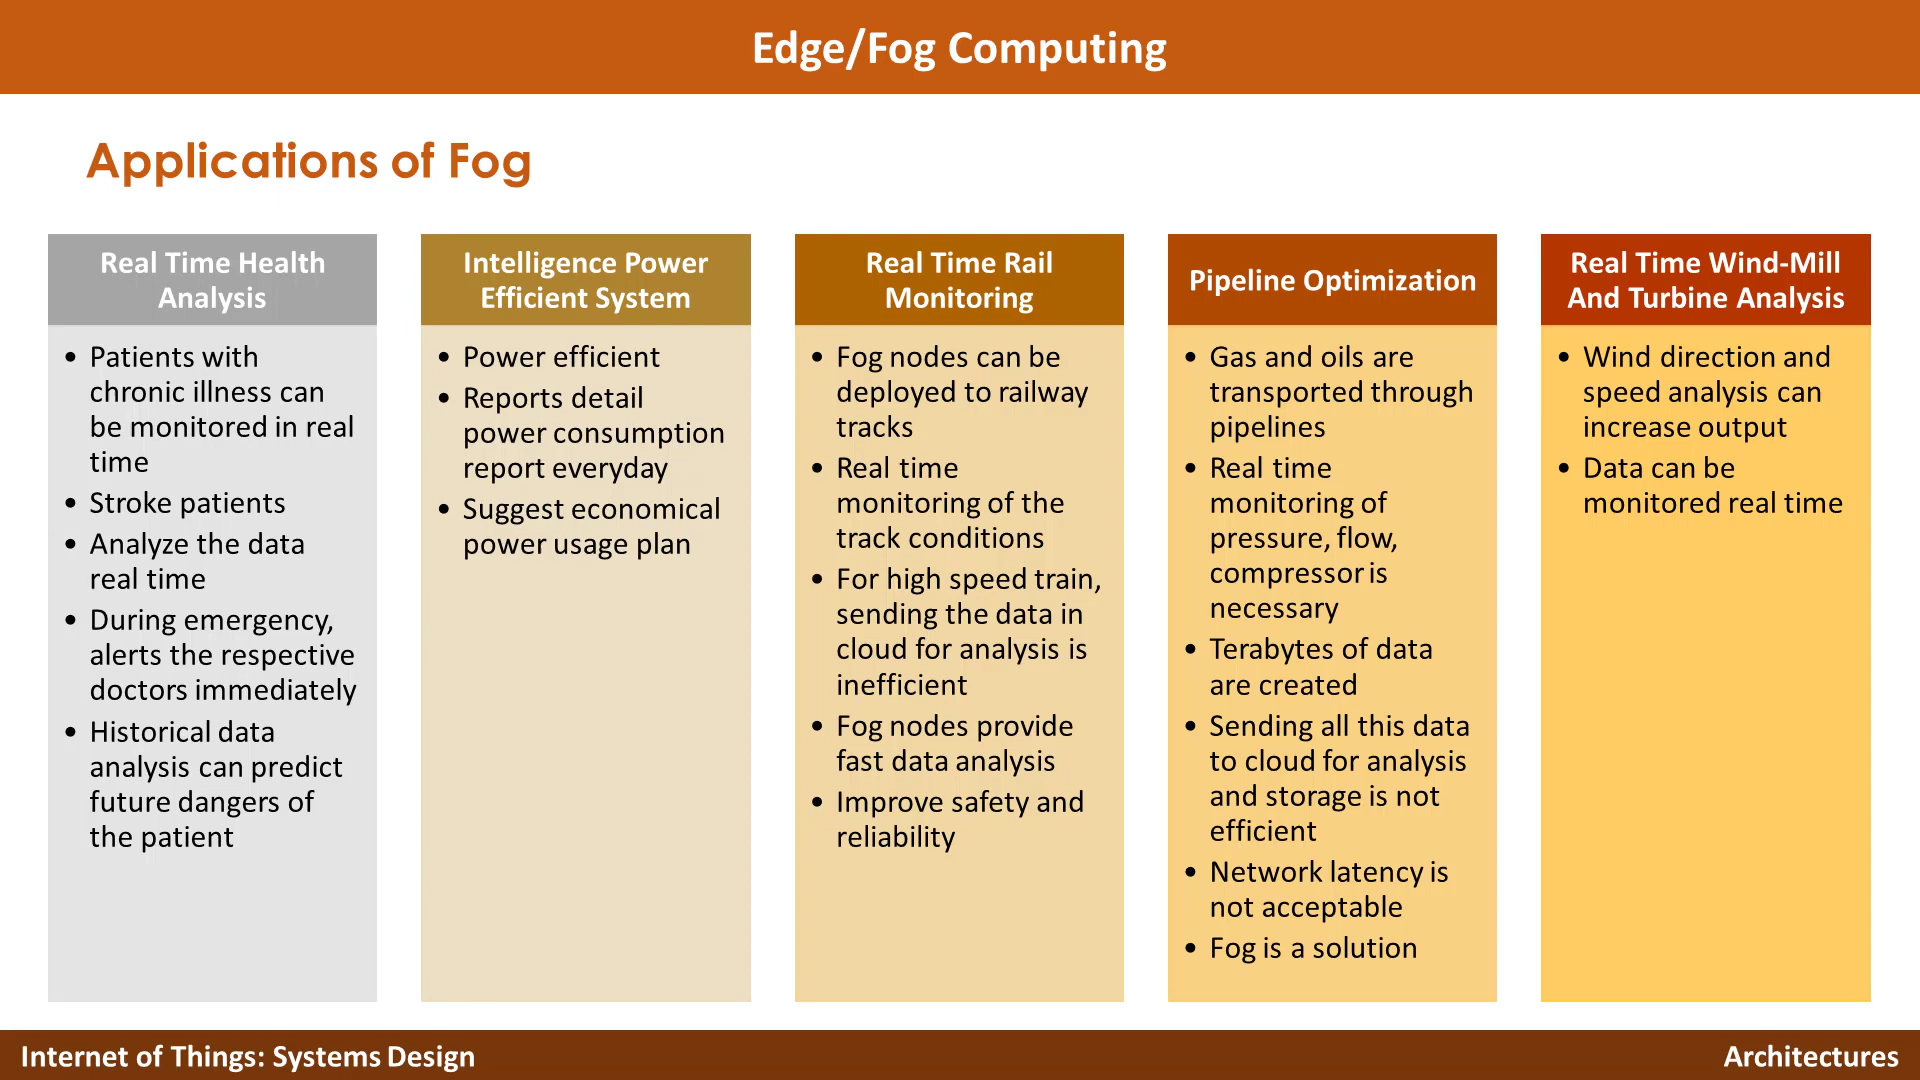 Edge/Fog Computing
Applications of Fog
Real Time Health
Analysis
• Patients with
chronic illness can
be monitored in real
time
• Stroke patients
• Analyze the data
real time
• During emergency,
alerts the respective
doctors immediately
• Historical data
analysis can predict
future dangers of
the patient
Intelligence Power
Efficient System
• Power efficient
• Reports detail
power consumption
report everyday
• Suggest economical
power usage plan
Real Time Rail
Monitoring
• Fog nodes can be
deployed to railway
tracks
• Real time
monitoring of the
track conditions
• For high speed train,
sending the data in
cloud for analysis is
inefficient
• Fog nodes provide
fast data analysis
• Improve safety and
reliability
Pipeline Optimization
• Gas and oils are
transported through
pipelines
• Real time
monitoring of
pressure, flow,
compressor is
necessary
• Terabytes of data
are created
• Sending all this data
to cloud for analysis
and storage is not
efficient
• Network latency is
not acceptable
• Fog is a solution
Real Time Wind-Mill
And Turbine Analysis
• Wind direction and
speed analysis can
increase output
• Data can be
monitored real time
Internet of Things: Systems Design
Architectures